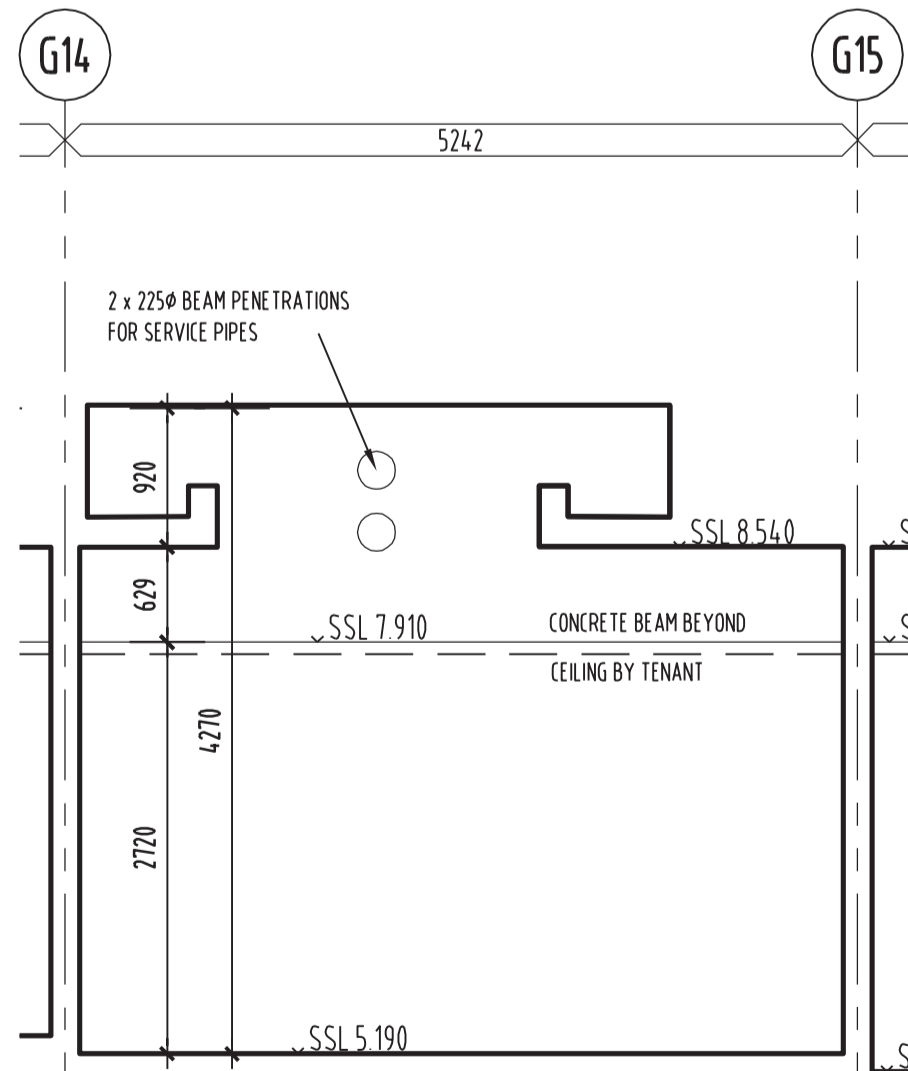 G14
G15
5242
2 x 225Ø BEAM PENETRATIONS
FOR SERVICE PIPES
920
SSL 8.540
S
629
SSL 7.910
CONCRETE BEAM BEYOND
S
CEILING BY TENANT
4270
2720
SSL 5.190
S